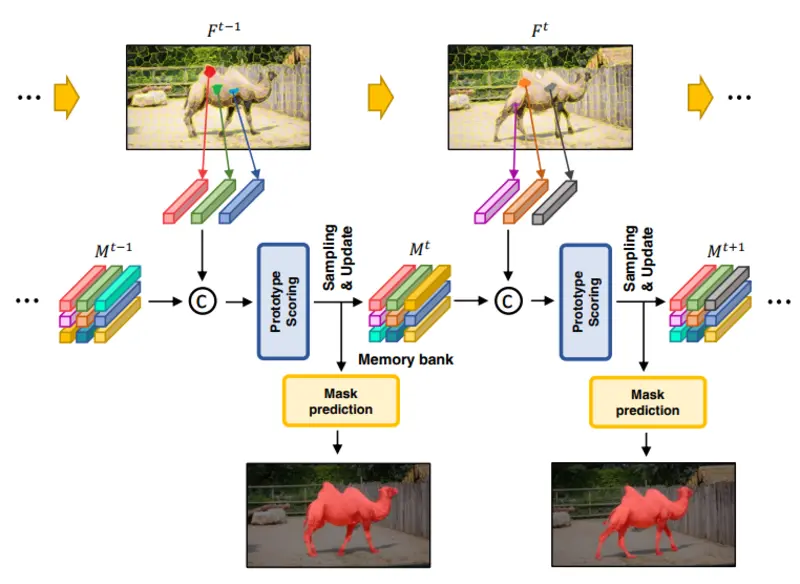 F^{t-1}
F^t
...
...
M^{t-1}
Sampling
& Update
M^t
Sampling
& Update
M^{t+1}
...
C
Prototype
Scoring
C
Prototype
Scoring
...
Memory bank
Mask
prediction
Mask
prediction